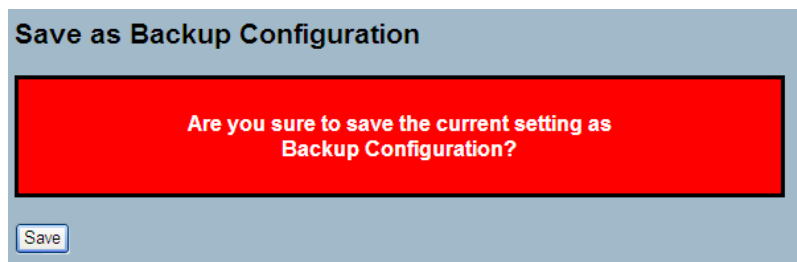 Save as Backup Configuration
Are you sure to save the current setting as
Backup Configuration?
Save